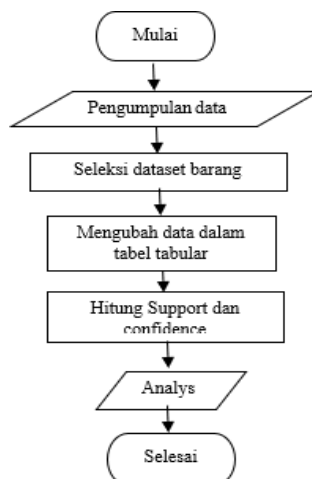 Mulai
Pengumpulan data
Seleksi dataset barang
Mengubah data dalam
tabel tabular
Hitung Support dan
confidence
Analys
Selesai